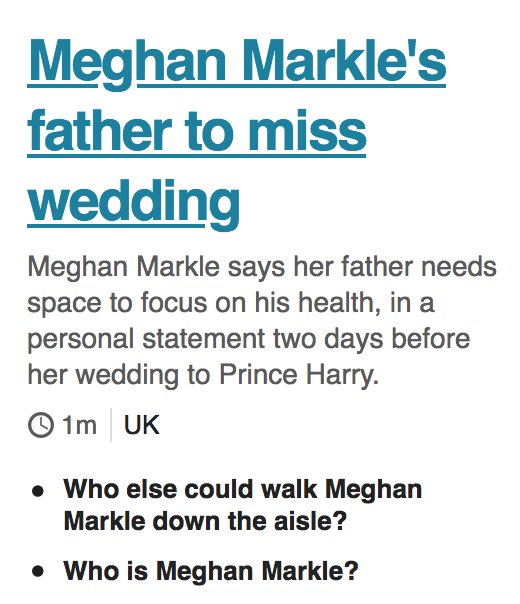 Meghan Markle's
father to miss
wedding
Meghan Markle says her father needs
space to focus on his health, in a
personal statement two days before
her wedding to Prince Harry.
1m | UK
• Who else could walk Meghan
Markle down the aisle?
• Who is Meghan Markle?